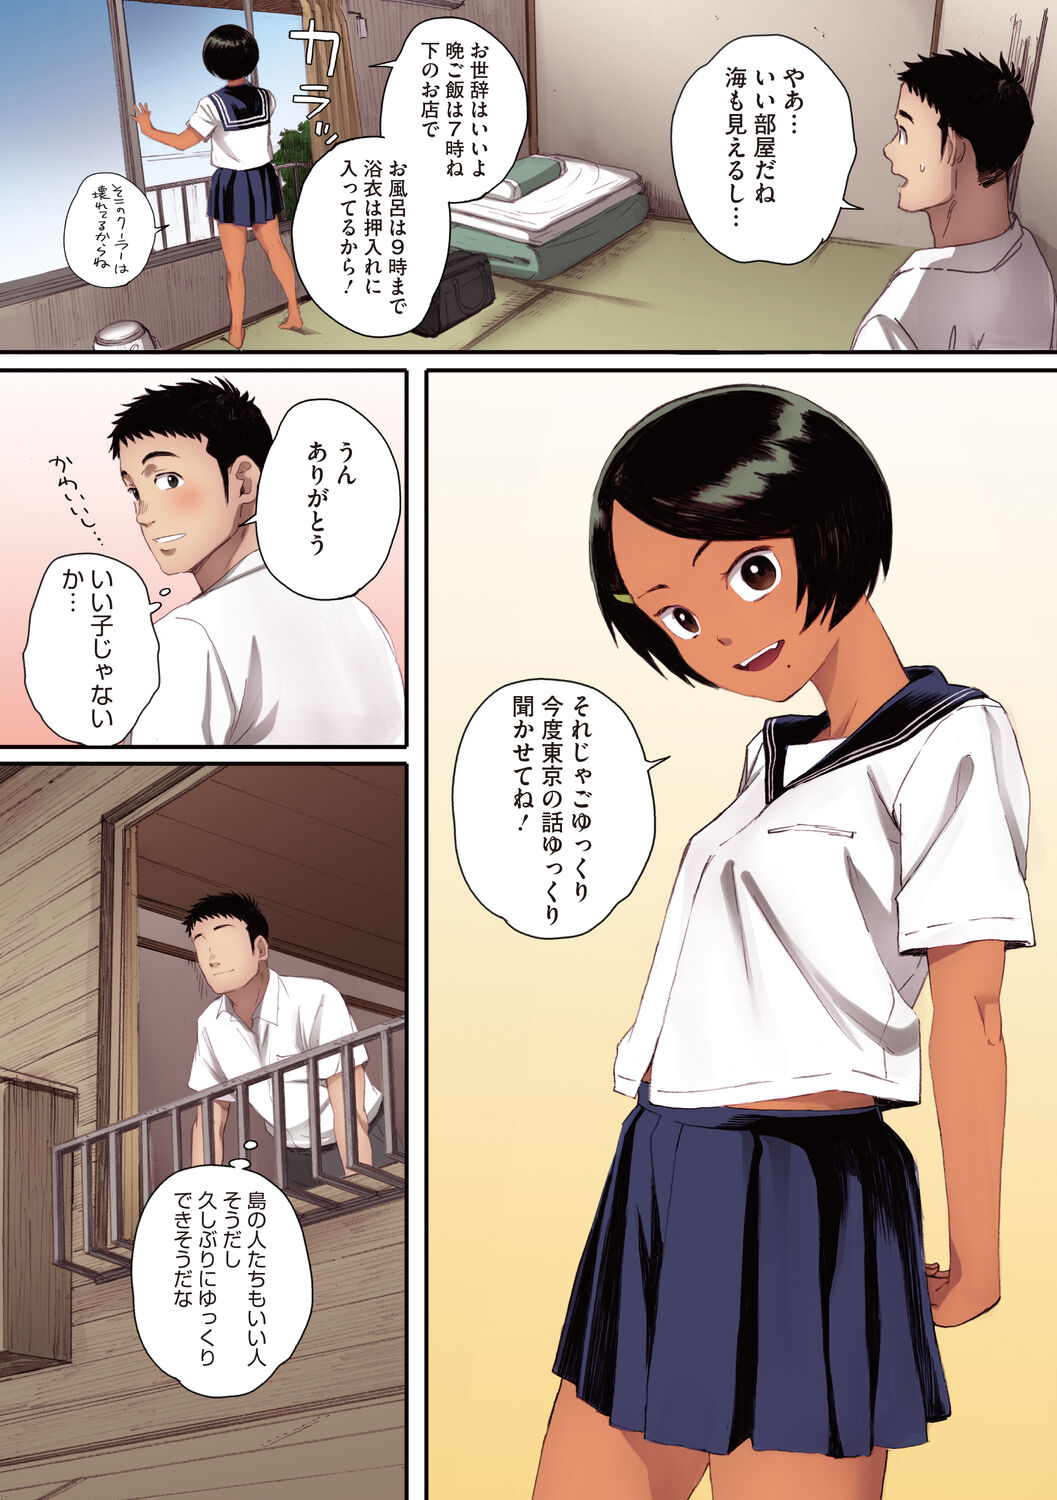 やあ…
いい部屋だね
海も見えるし…
お世辞はいいよ
晩ご飯は7時ね
下のお店で
お風呂は9時まで
浴衣は押入れに
入ってるから!
カラッ
そこのクーラーは
壊れてるからね
それじゃごゆっくり
今度東京の話ゆっくり
聞かせてね!
うん
ありがとう
かわいいし…
いい子じゃない
か…
島の人たちもいい人
そうだし
久しぶりにゆっくり
できそうだな